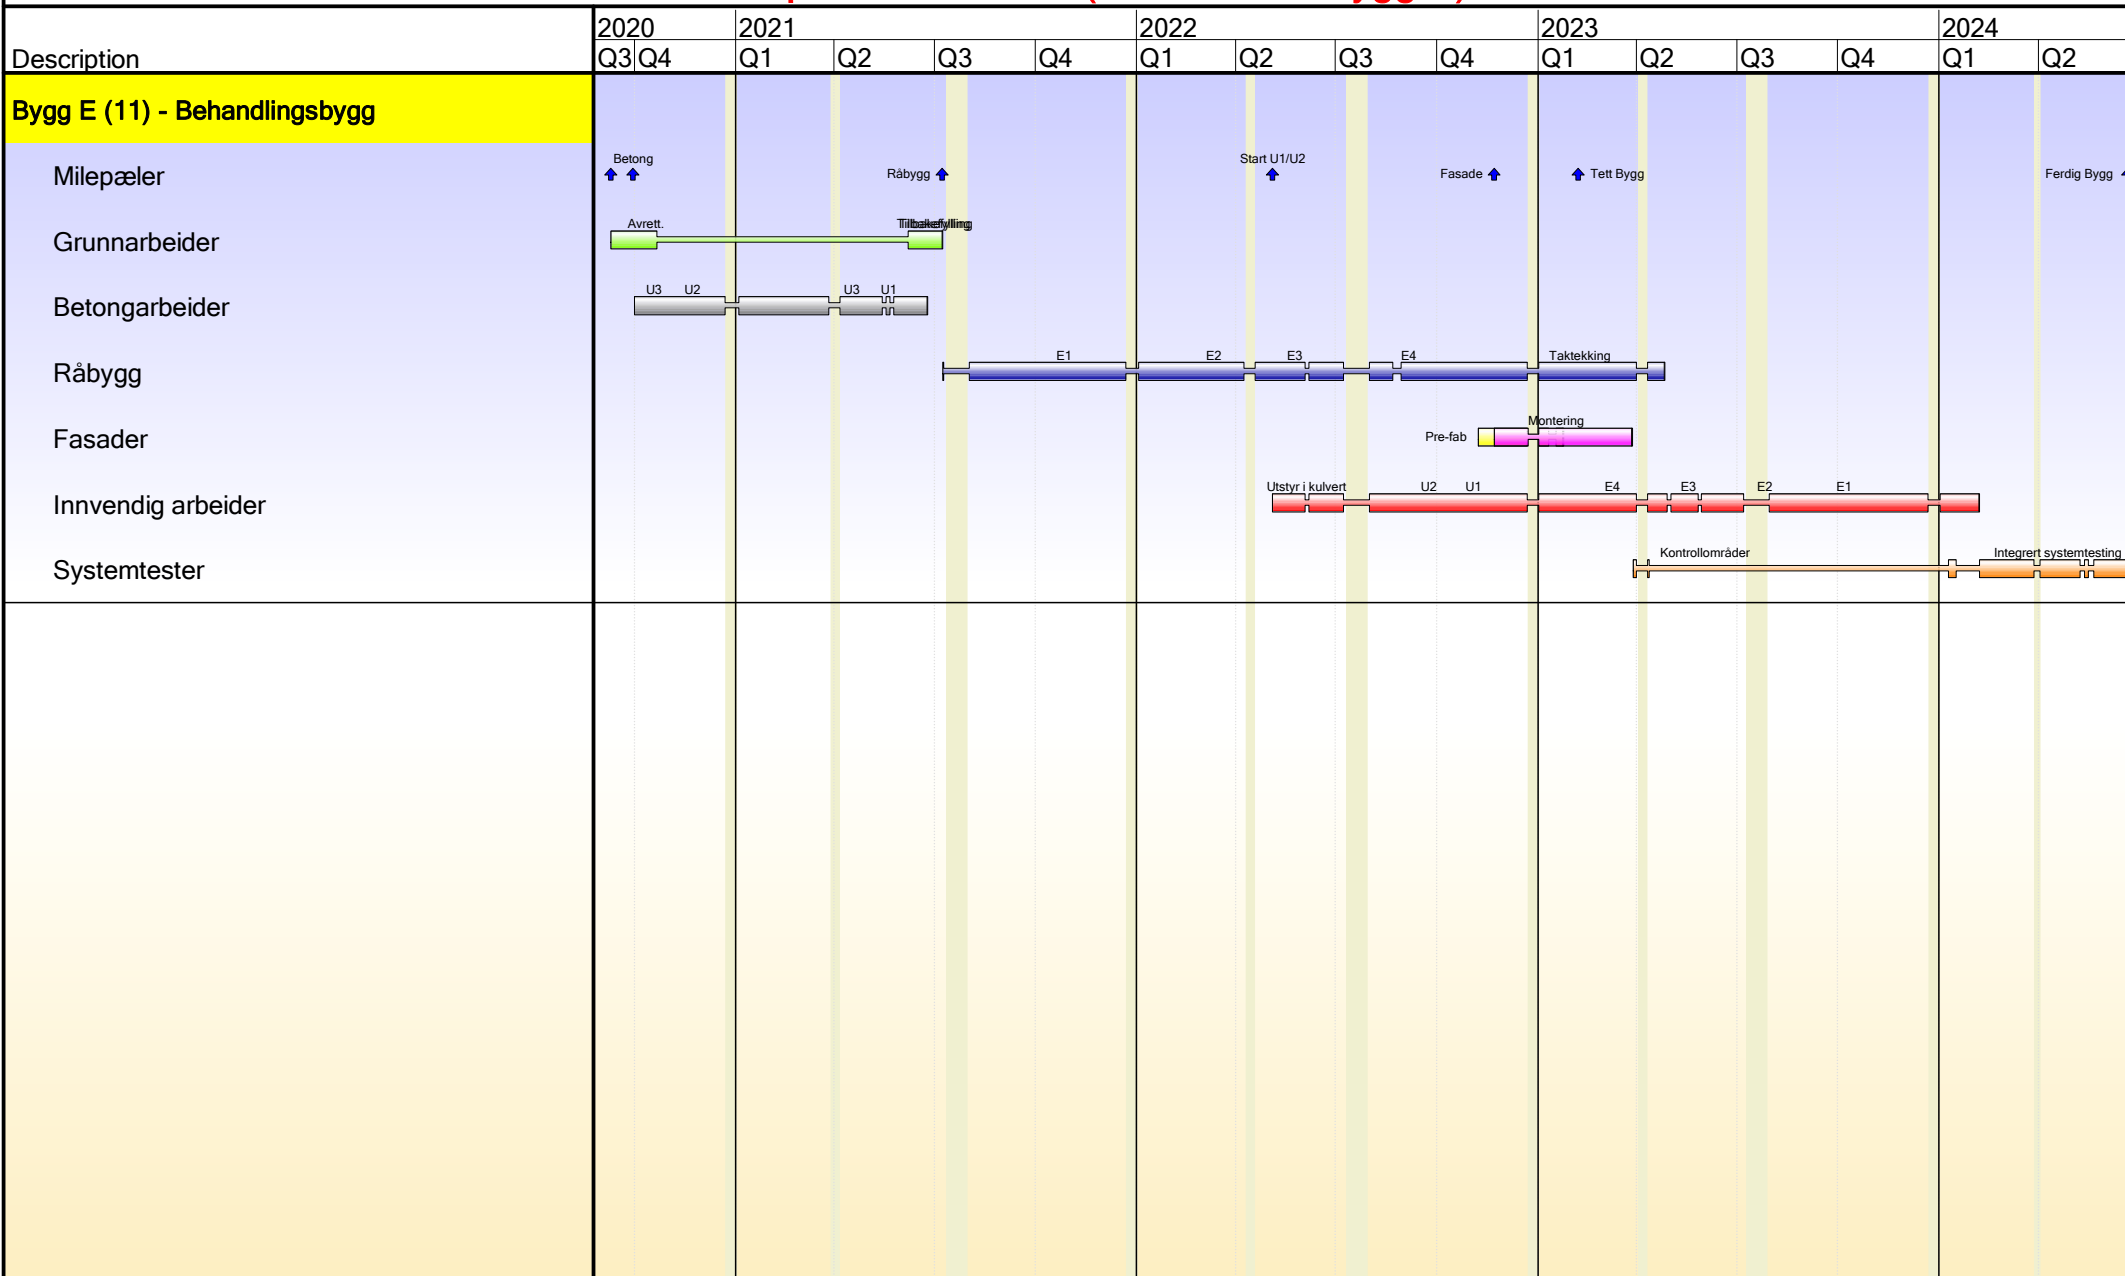 2020 2021 2022 2023 2024
Description Q3 Q4 Q1 Q2 Q3 Q4 Q1 Q2 Q3 Q4 Q1 Q2 Q3 Q4 Q1 Q2
Bygg E (11) - Behandlingsbygg
Betong Start U1/U2
Milepæler Råbygg Fasade Tett Bygg Ferdig Bygg
Avrett. Tilbakefylling
Grunnarbeider
U3 U2 U3 U1
Betongarbeider
E1 E2 E3 E4 Taktekking
Råbygg
Montering
Fasader Pre-fab
Utstyr i kulvert U2 U1 E4 E3 E2 E1
Innvendig arbeider
Kontrollområder Integrert systemtesting
Systemtester